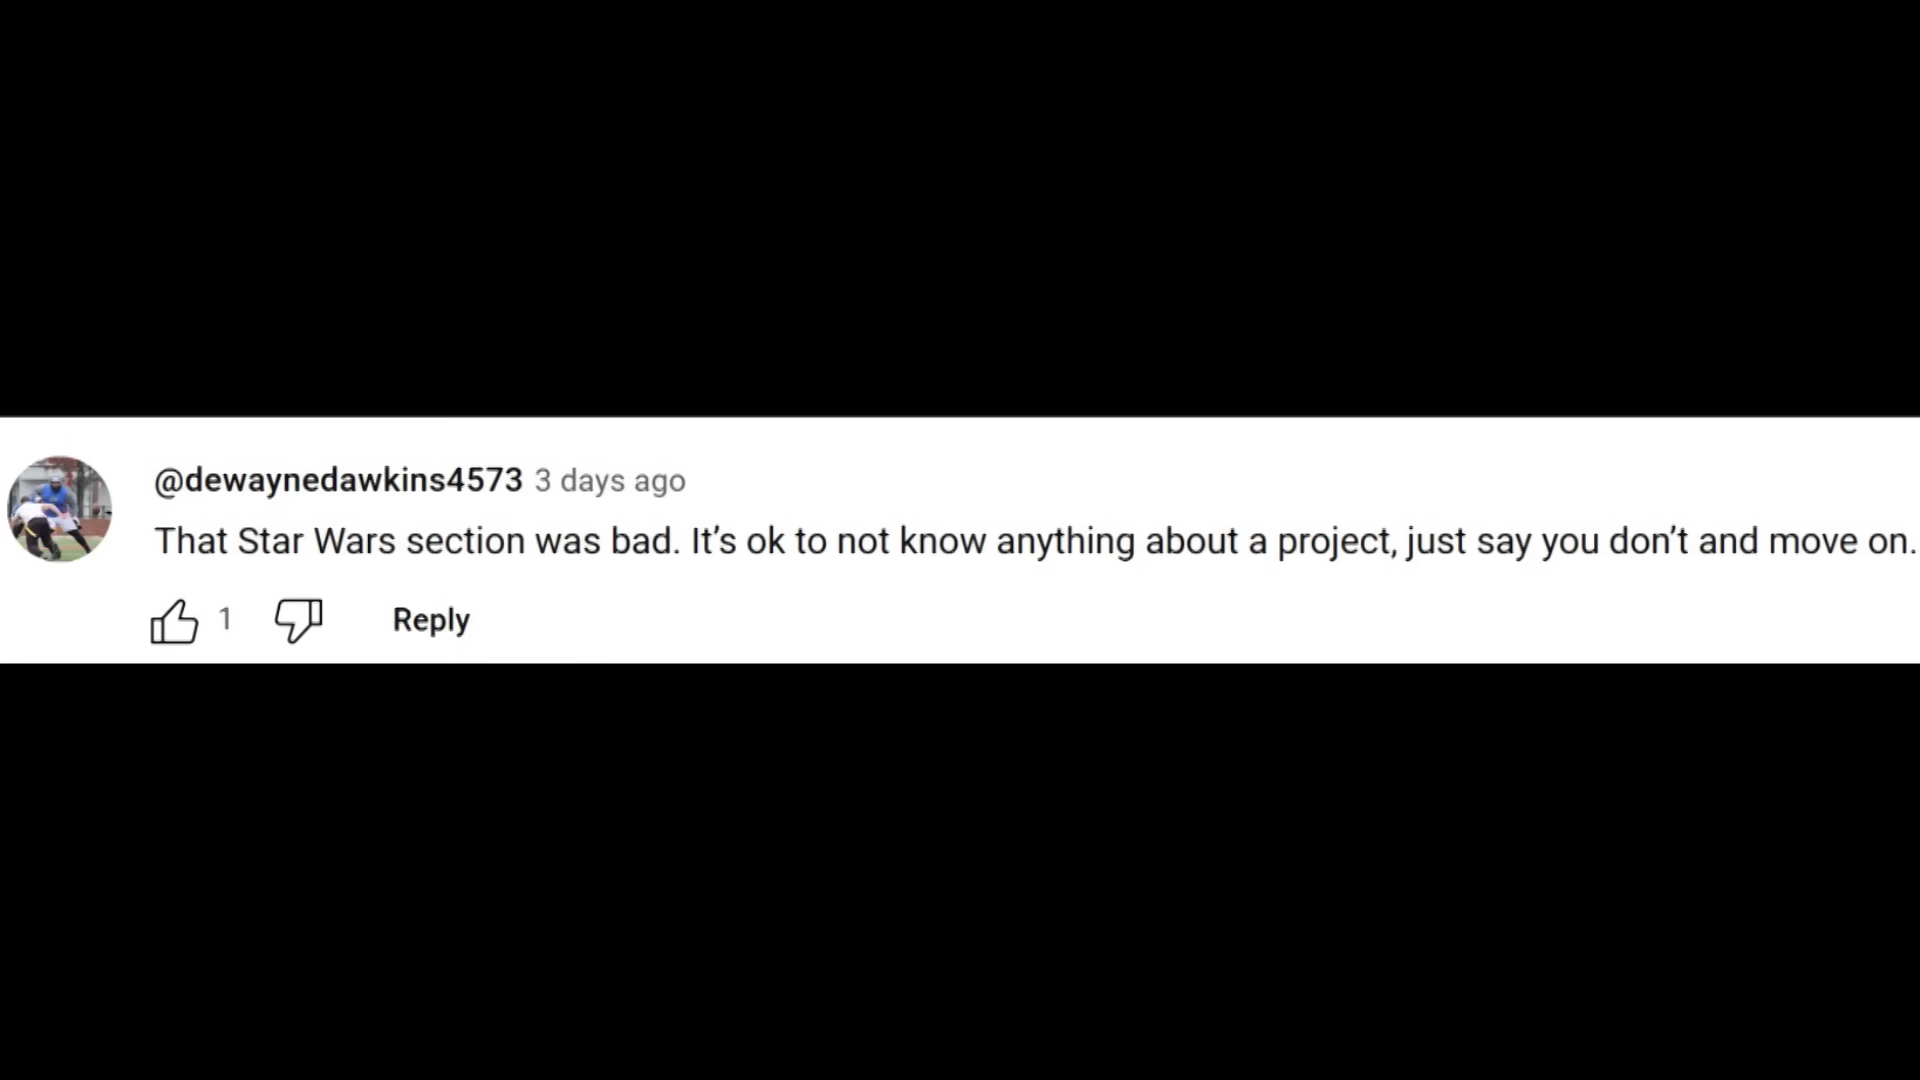 @dewaynedawkins4573 3 days ago
That Star Wars section was bad. It’s ok to not know anything about a project, just say you don’t and move on.
1 Reply